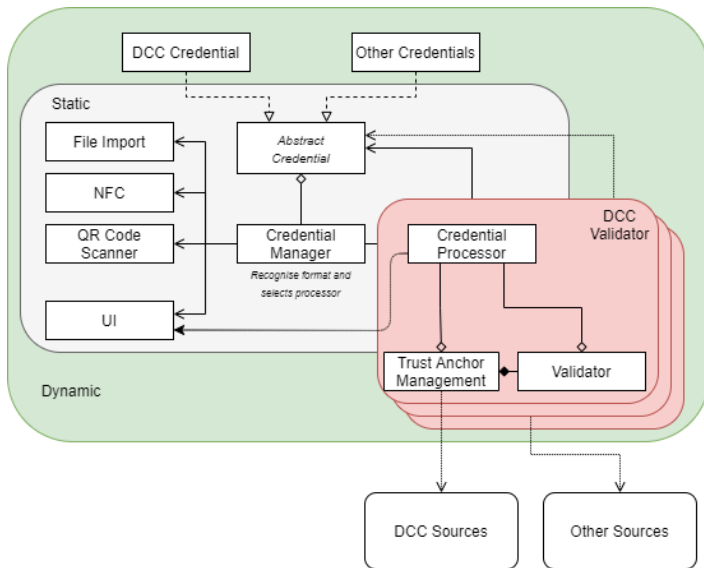 DCC Credential
Other Credentials
Static
File Import
Abstract
Credential
NFC
DCC
Validator
QR Code
Scanner
Credential
Manager
Credential
Processor
Recognise format and
selects processor
UI
Trust Anchor
Management
Validator
Dynamic
DCC Sources
Other Sources